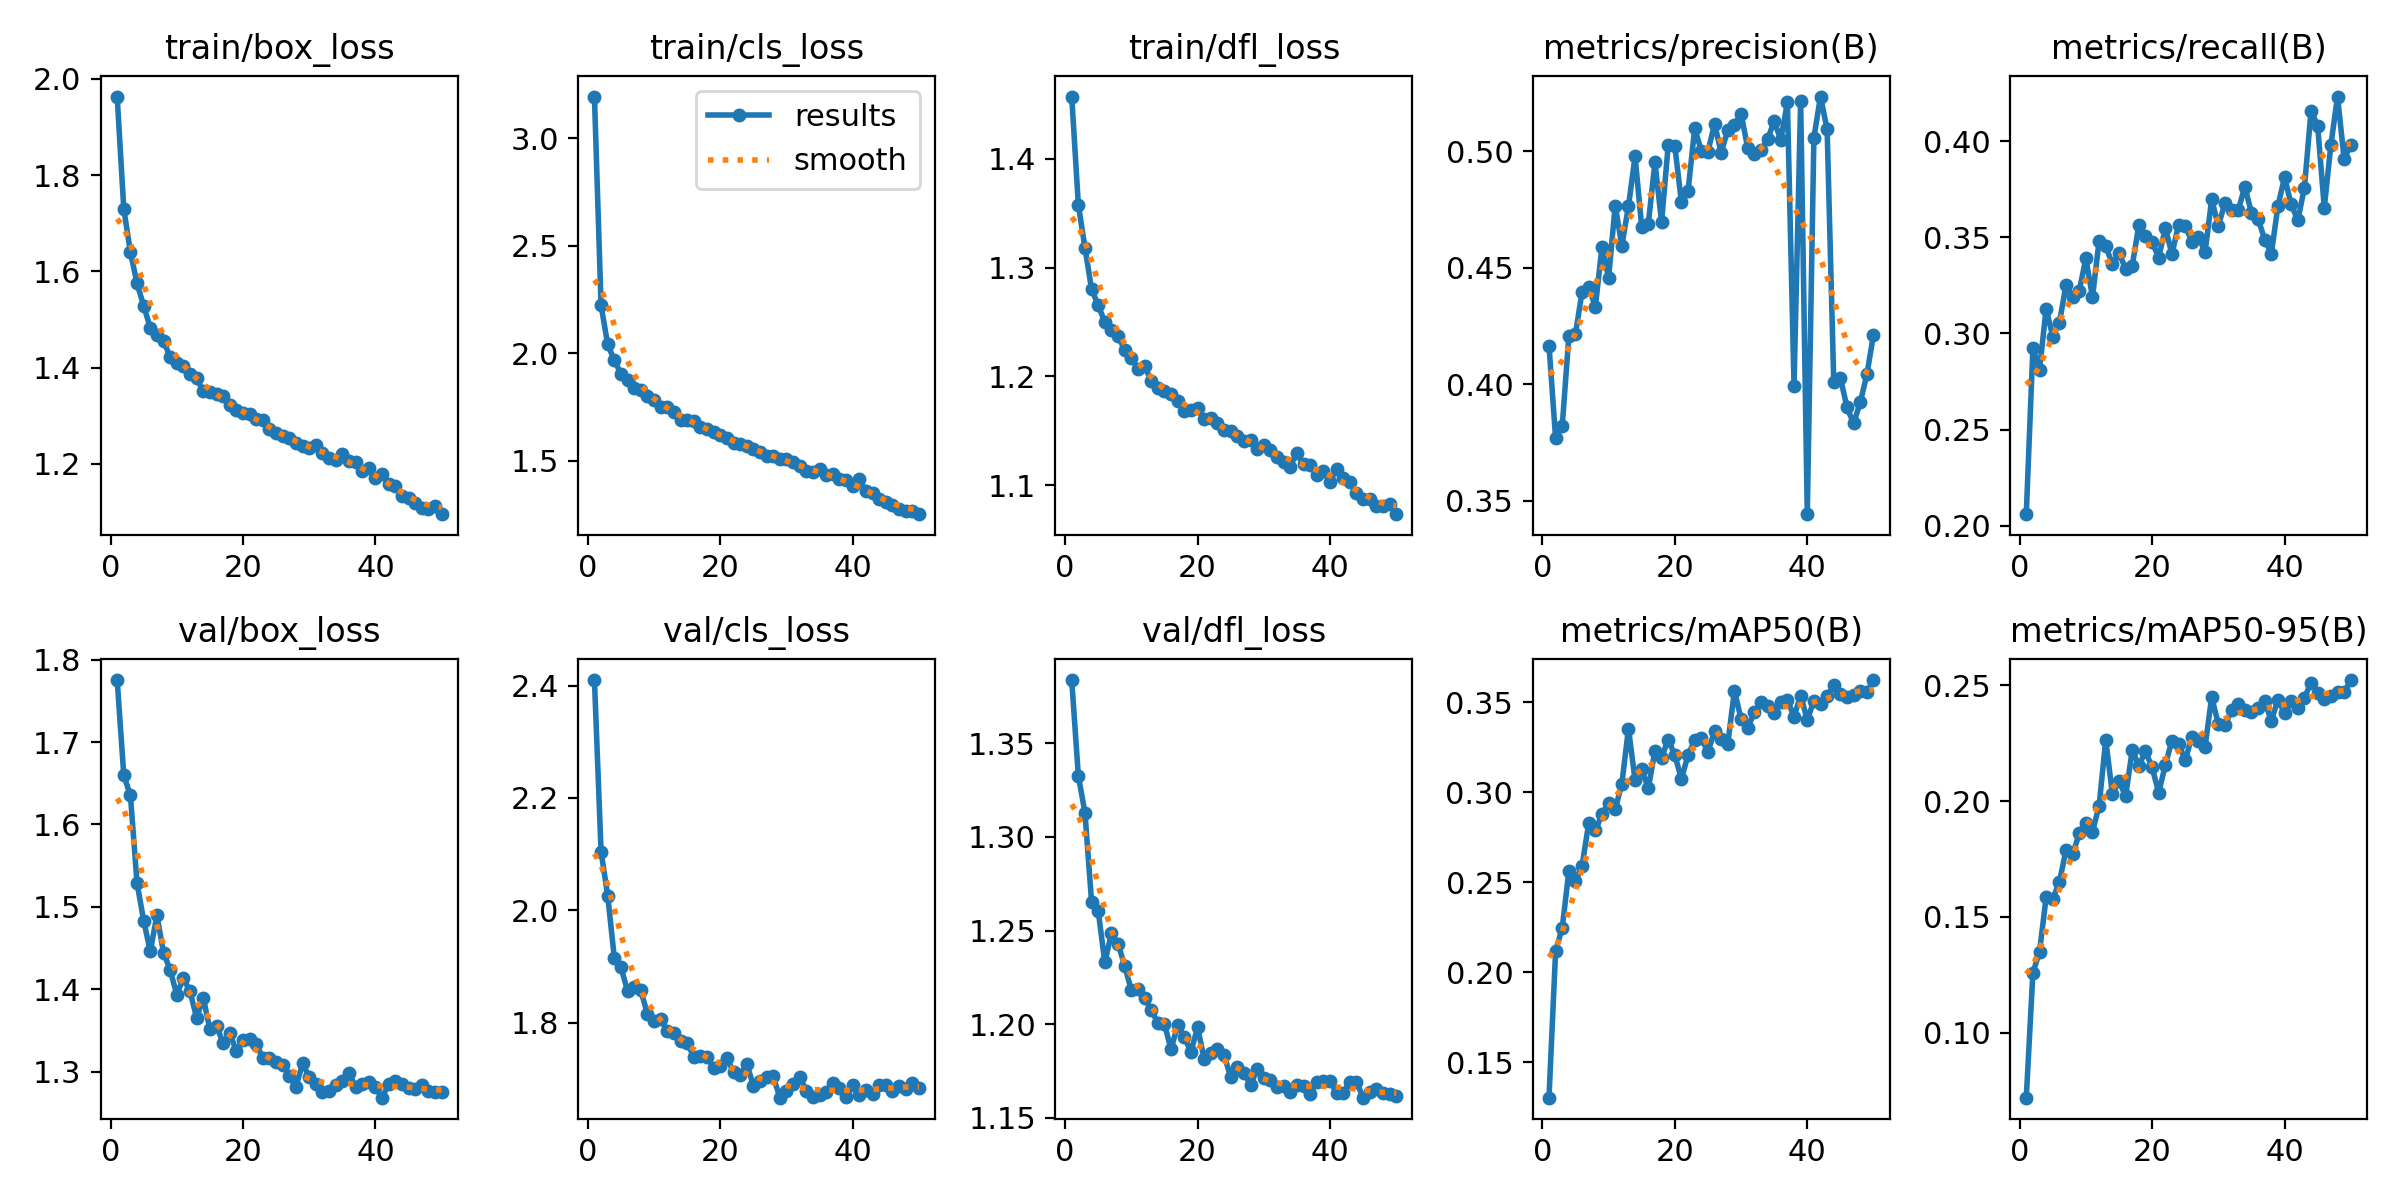 train/box_loss
2.0
1.8
1.6
1.4
1.2
0 20 40
train/cls_loss
results
smooth
3.0
2.5
2.0
1.5
0 20 40
train/dfl_loss
1.4
1.3
1.2
1.1
0 20 40
metrics/precision(B)
0.50
0.45
0.40
0.35
0 20 40
metrics/recall(B)
0.40
0.35
0.30
0.25
0.20
0 20 40
val/box_loss
1.8
1.7
1.6
1.5
1.4
1.3
0 20 40
val/cls_loss
2.4
2.2
2.0
1.8
0 20 40
val/dfl_loss
1.35
1.30
1.25
1.20
1.15
0 20 40
metrics/mAP50(B)
0.35
0.30
0.25
0.20
0.15
0 20 40
metrics/mAP50-95(B)
0.25
0.20
0.15
0.10
0 20 40